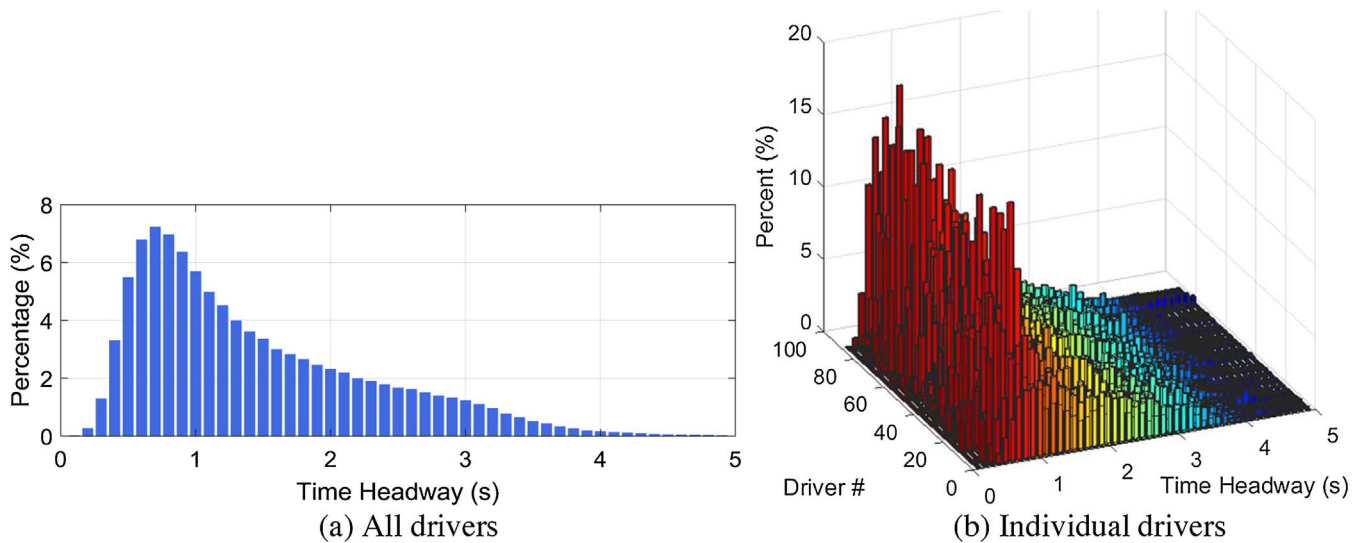 8
6
4
2
0
Percentage (%)
0 1 2 3 4 5
Time Headway (s)
(a) All drivers
20
15
10
5
0
Percent (%)
100
80
60
40
20
0
Driver #
0
1
2
3
4
5
Time Headway (s)
(b) Individual drivers